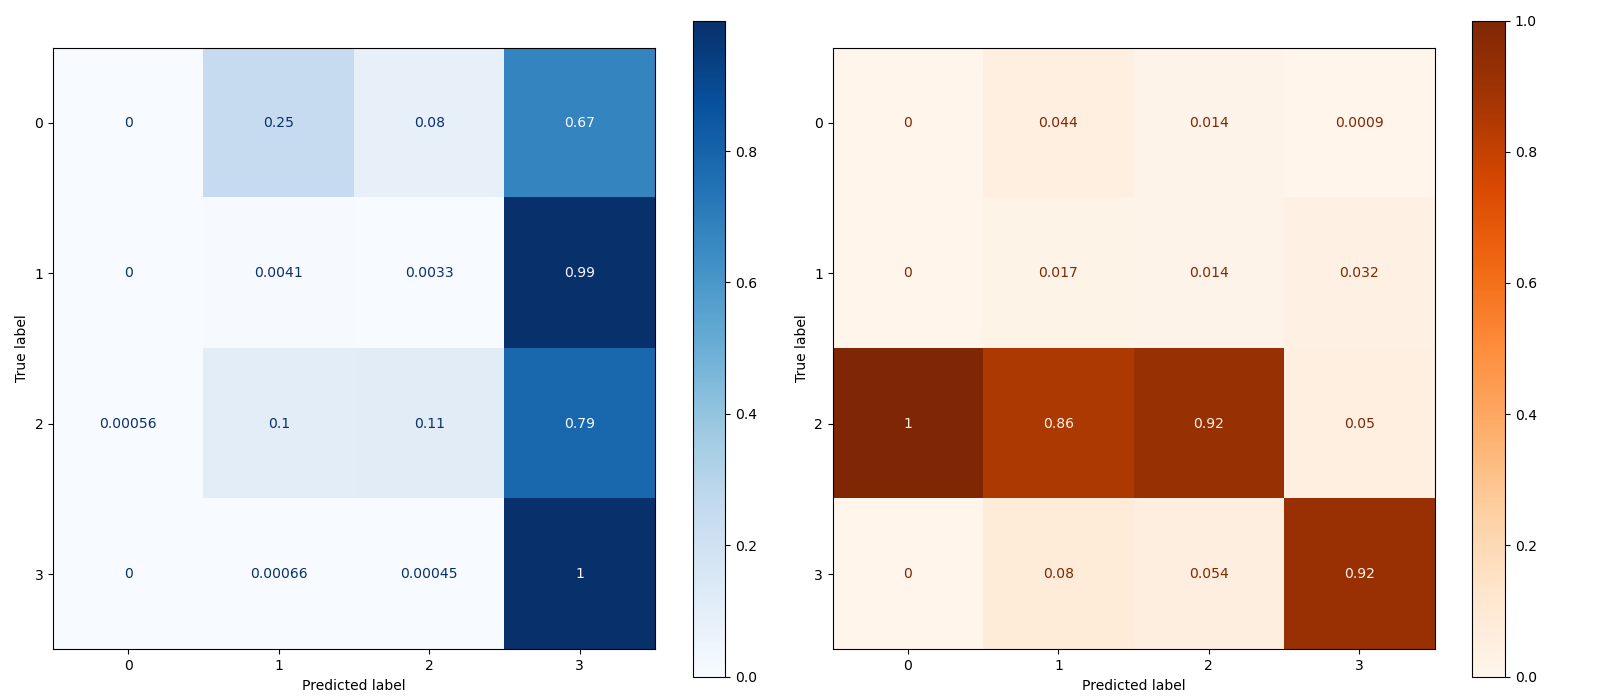 0 0 0.25 0.08 0.67
1 0 0.0041 0.0033 0.99
2 0.00056 0.1 0.11 0.79
3 0 0.00066 0.00045 1
0 1 2 3
True label
Predicted label
0.8
0.6
0.4
0.2
0.0
0 0 0.044 0.014 0.0009
1 0 0.017 0.014 0.032
2 1 0.86 0.92 0.05
3 0 0.08 0.054 0.92
0 1 2 3
True label
Predicted label
1.0
0.8
0.6
0.4
0.2
0.0